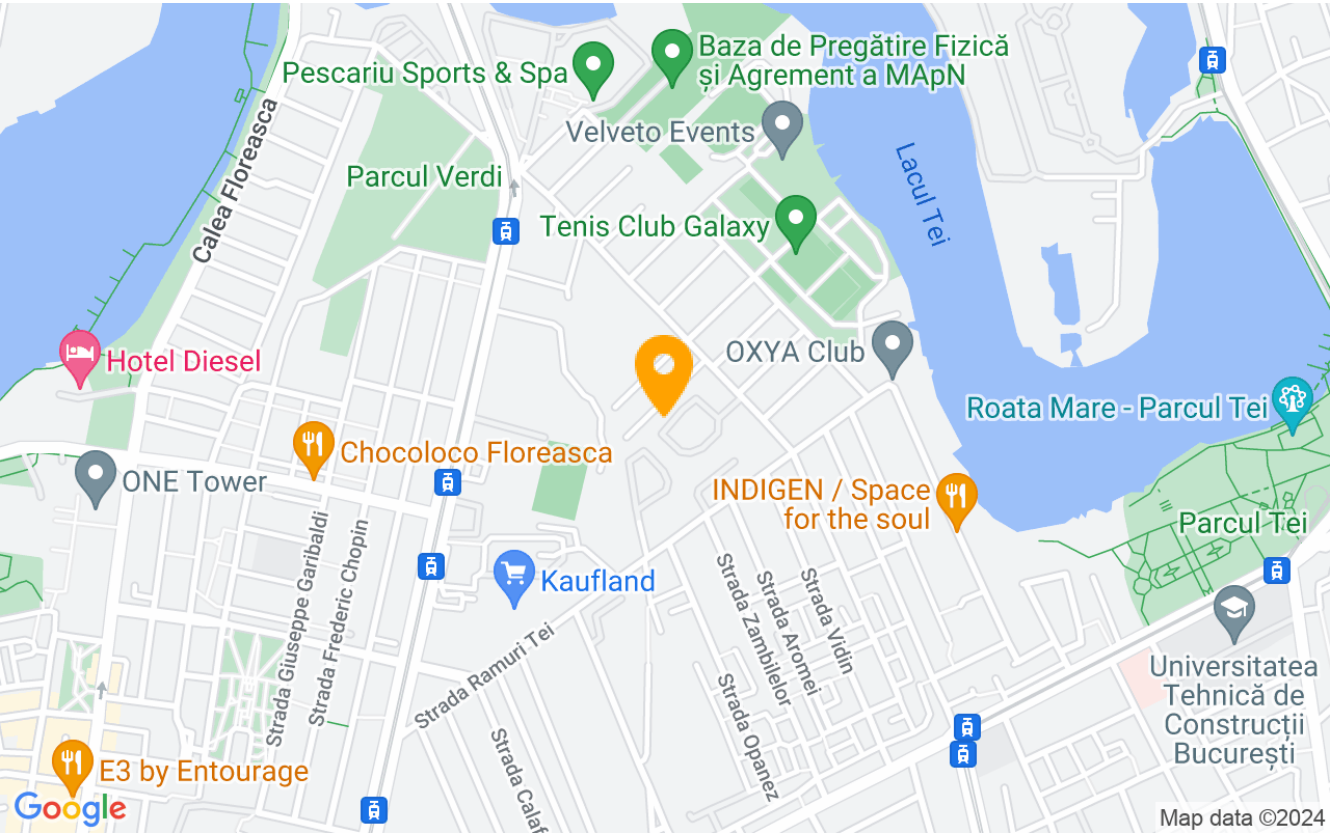 Baza de Pregătire Fizică
și Agrement a MApN
Pescariu Sports & Spa
Velveto Events
Calea Floreasca
Parcul Verdi
Lacul Tei
Tenis Club Galaxy
Hotel Diesel
OXYA Club
Roata Mare - Parcul Tei
Chocoloco Floreasca
ONE Tower
INDIGEN / Space
for the soul
Parcul Tei
Strada Giuseppe Garibaldi
Strada Frederic Chopin
Kaufland
Strada Zambilelor
Strada Aromei
Strada Vidin
Strada Ramuri Tei
Universitatea
Tehnică de
Construcții
București
Strada Opanez
Strada Calaf
E3 by Entourage
Google
Map data ©2024